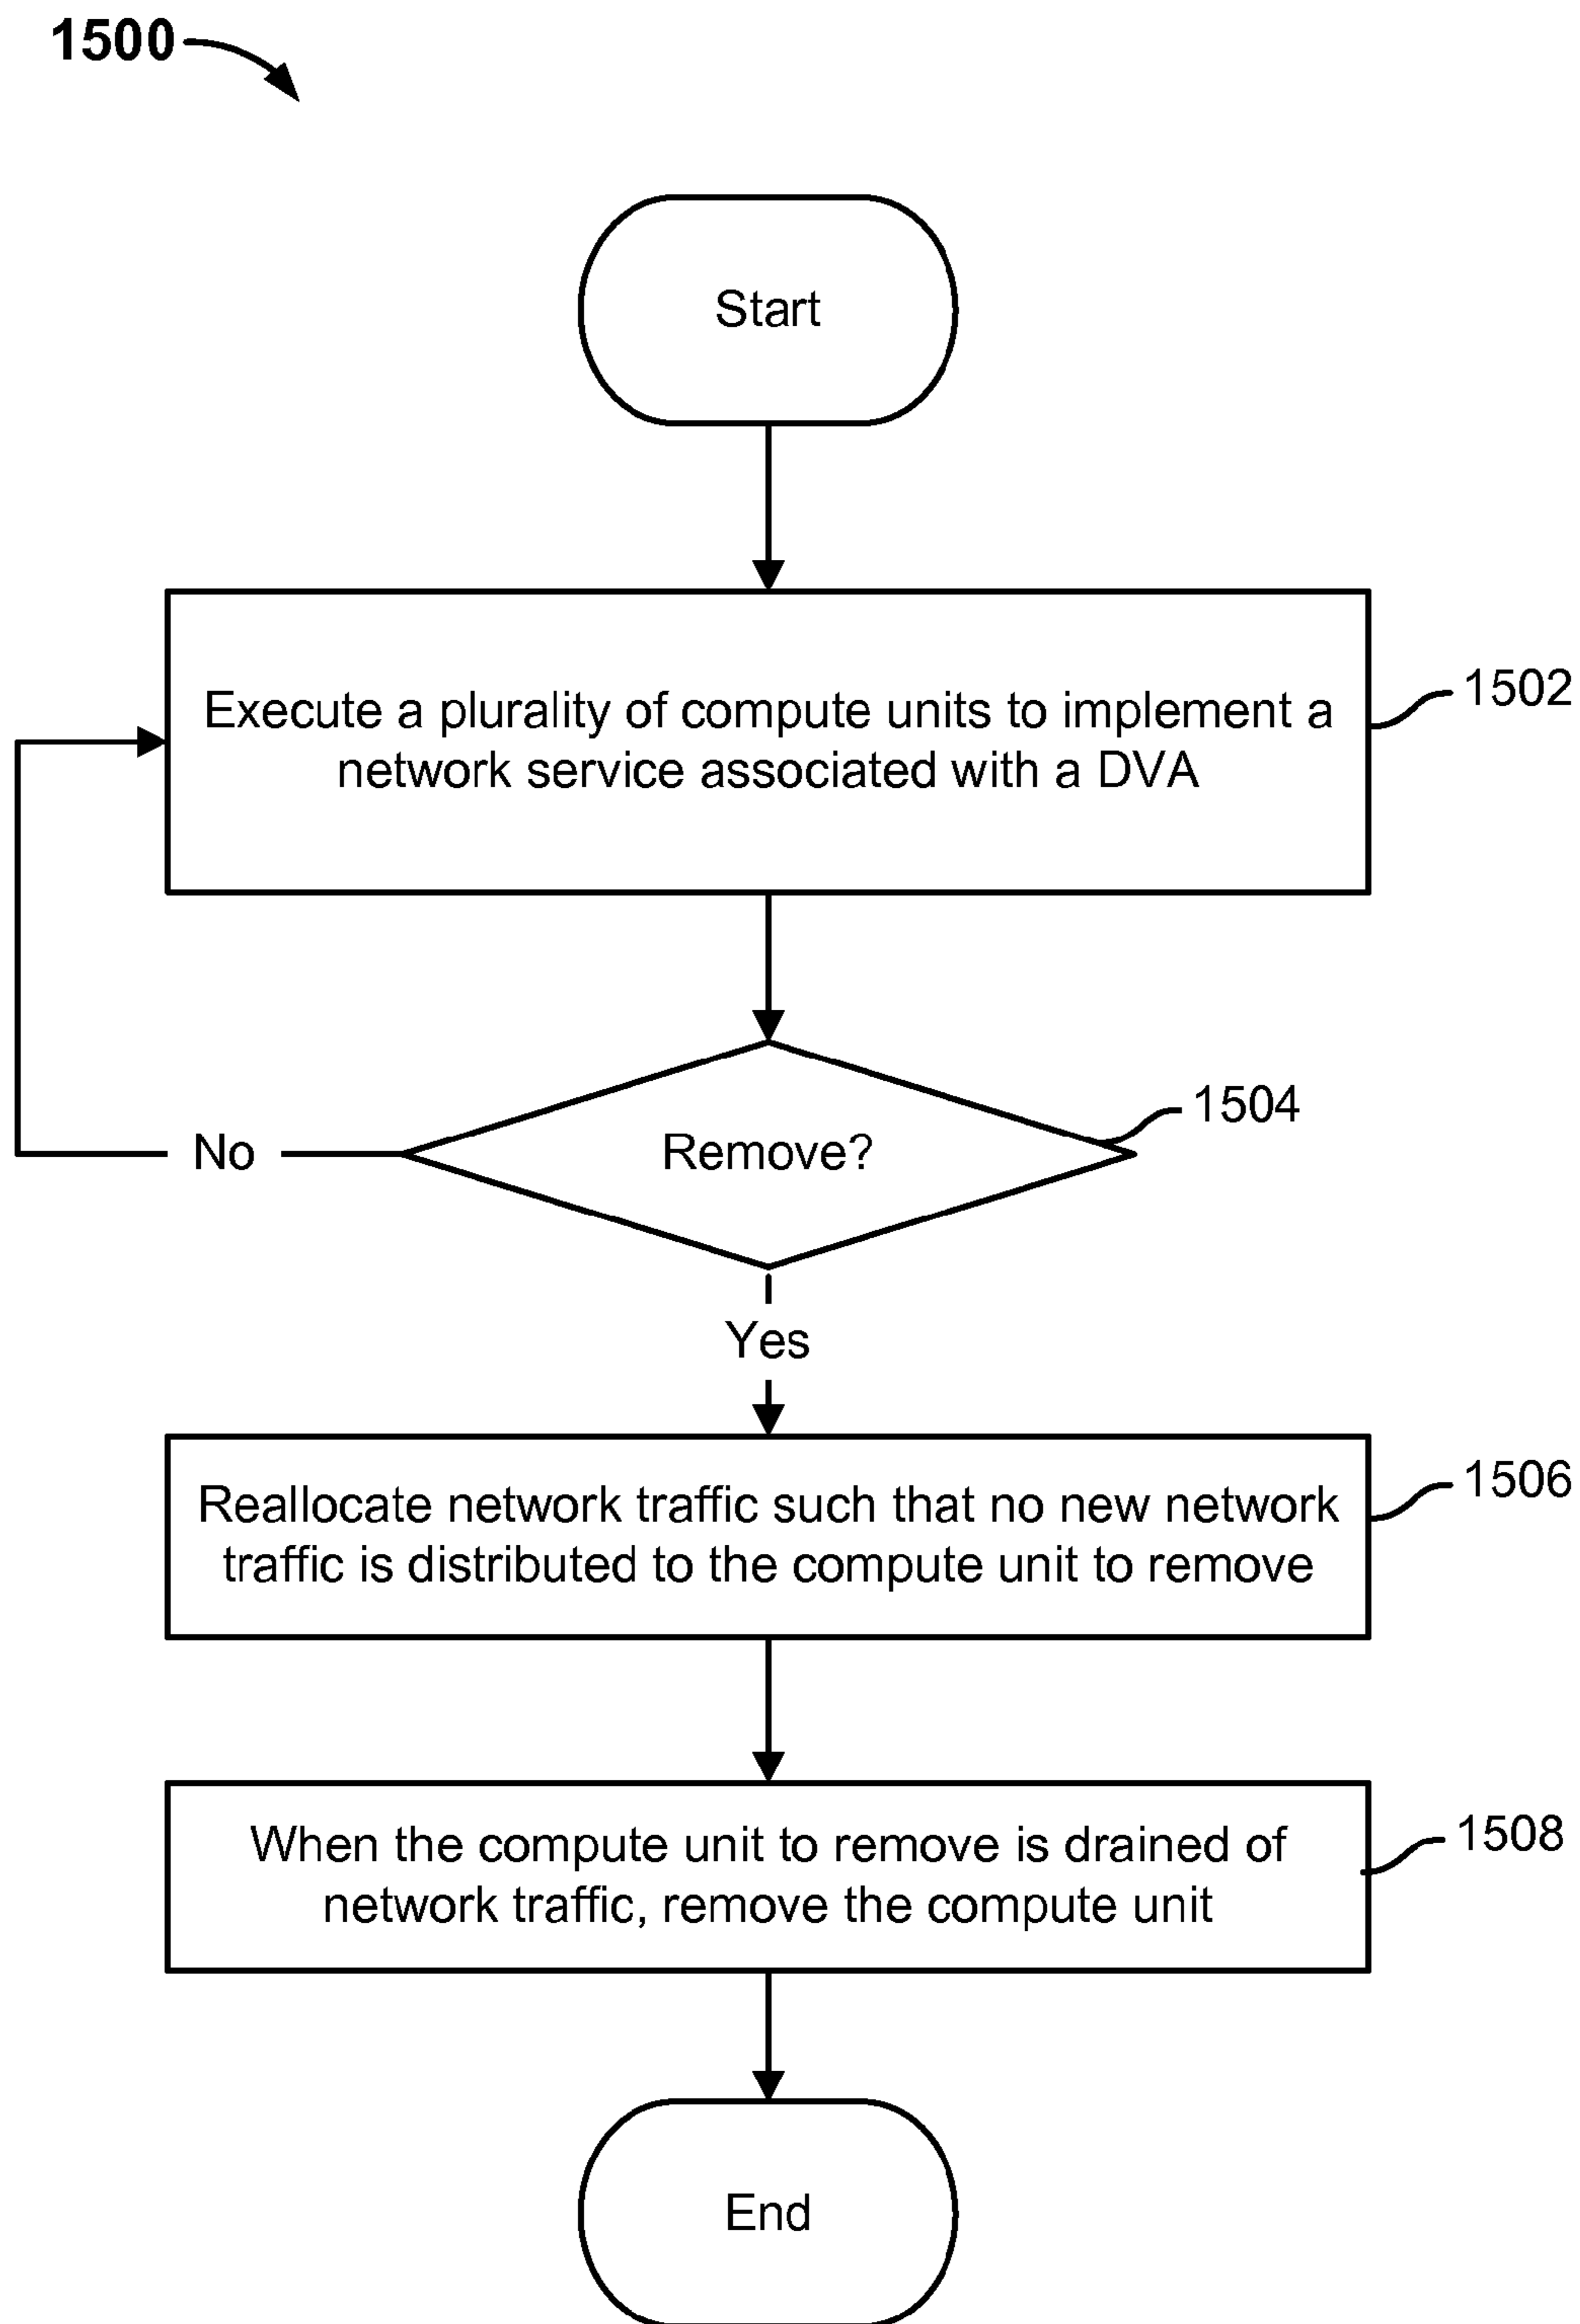 1500
Start
Execute a plurality of compute units to implement a
network service associated with a DVA
1502
Remove?
1504
No
Yes
Reallocate network traffic such that no new network
traffic is distributed to the compute unit to remove
1506
When the compute unit to remove is drained of
network traffic, remove the compute unit
1508
End